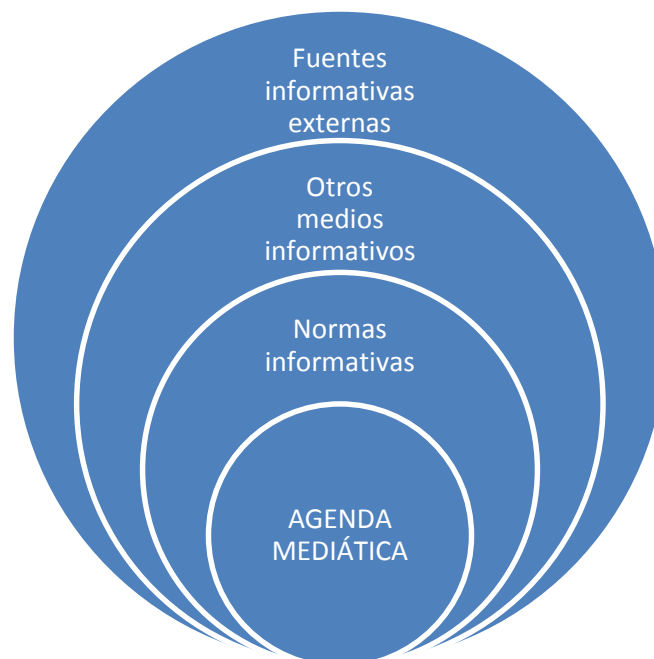 Fuentes
informativas
externas
Otros
medios
informativos
Normas
informativas
AGENDA
MEDIÁTICA